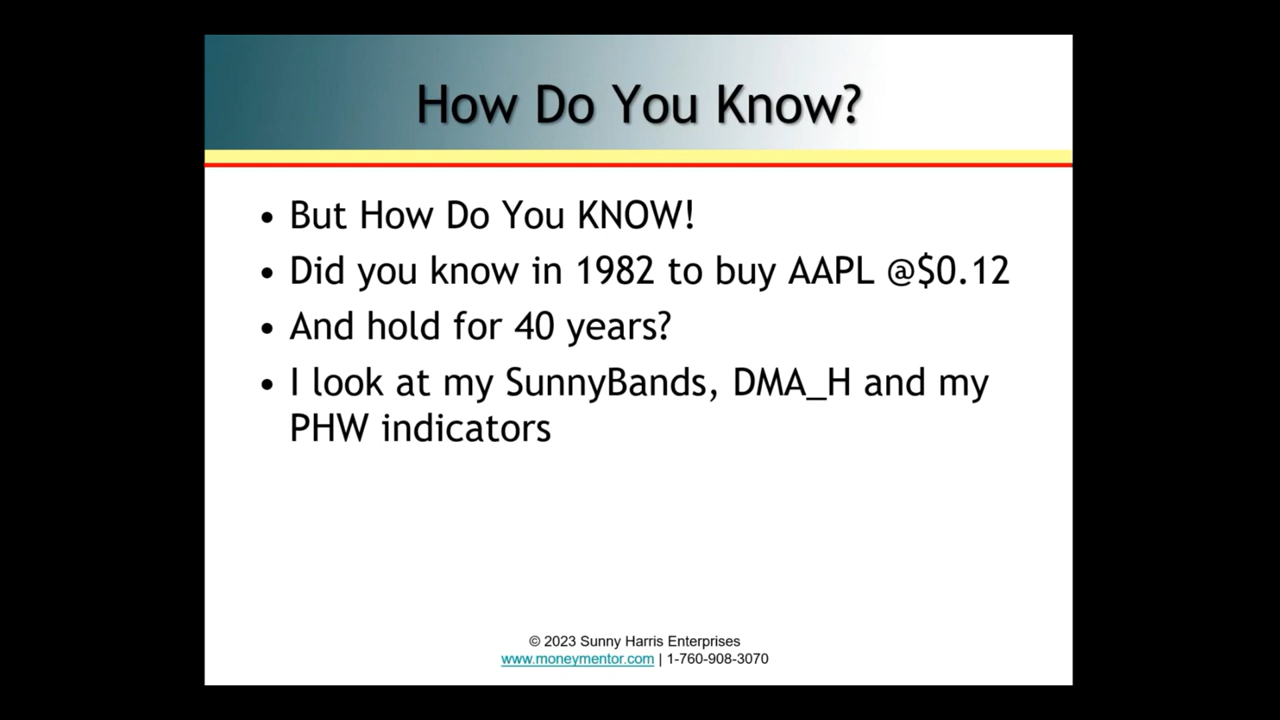 How Do You Know?
• But How Do You KNOW!
• Did you know in 1982 to buy AAPL @$0.12
• And hold for 40 years?
• I look at my SunnyBands, DMA_H and my
PHW indicators
© 2023 Sunny Harris Enterprises
www.moneymentor.com | 1-760-908-3070